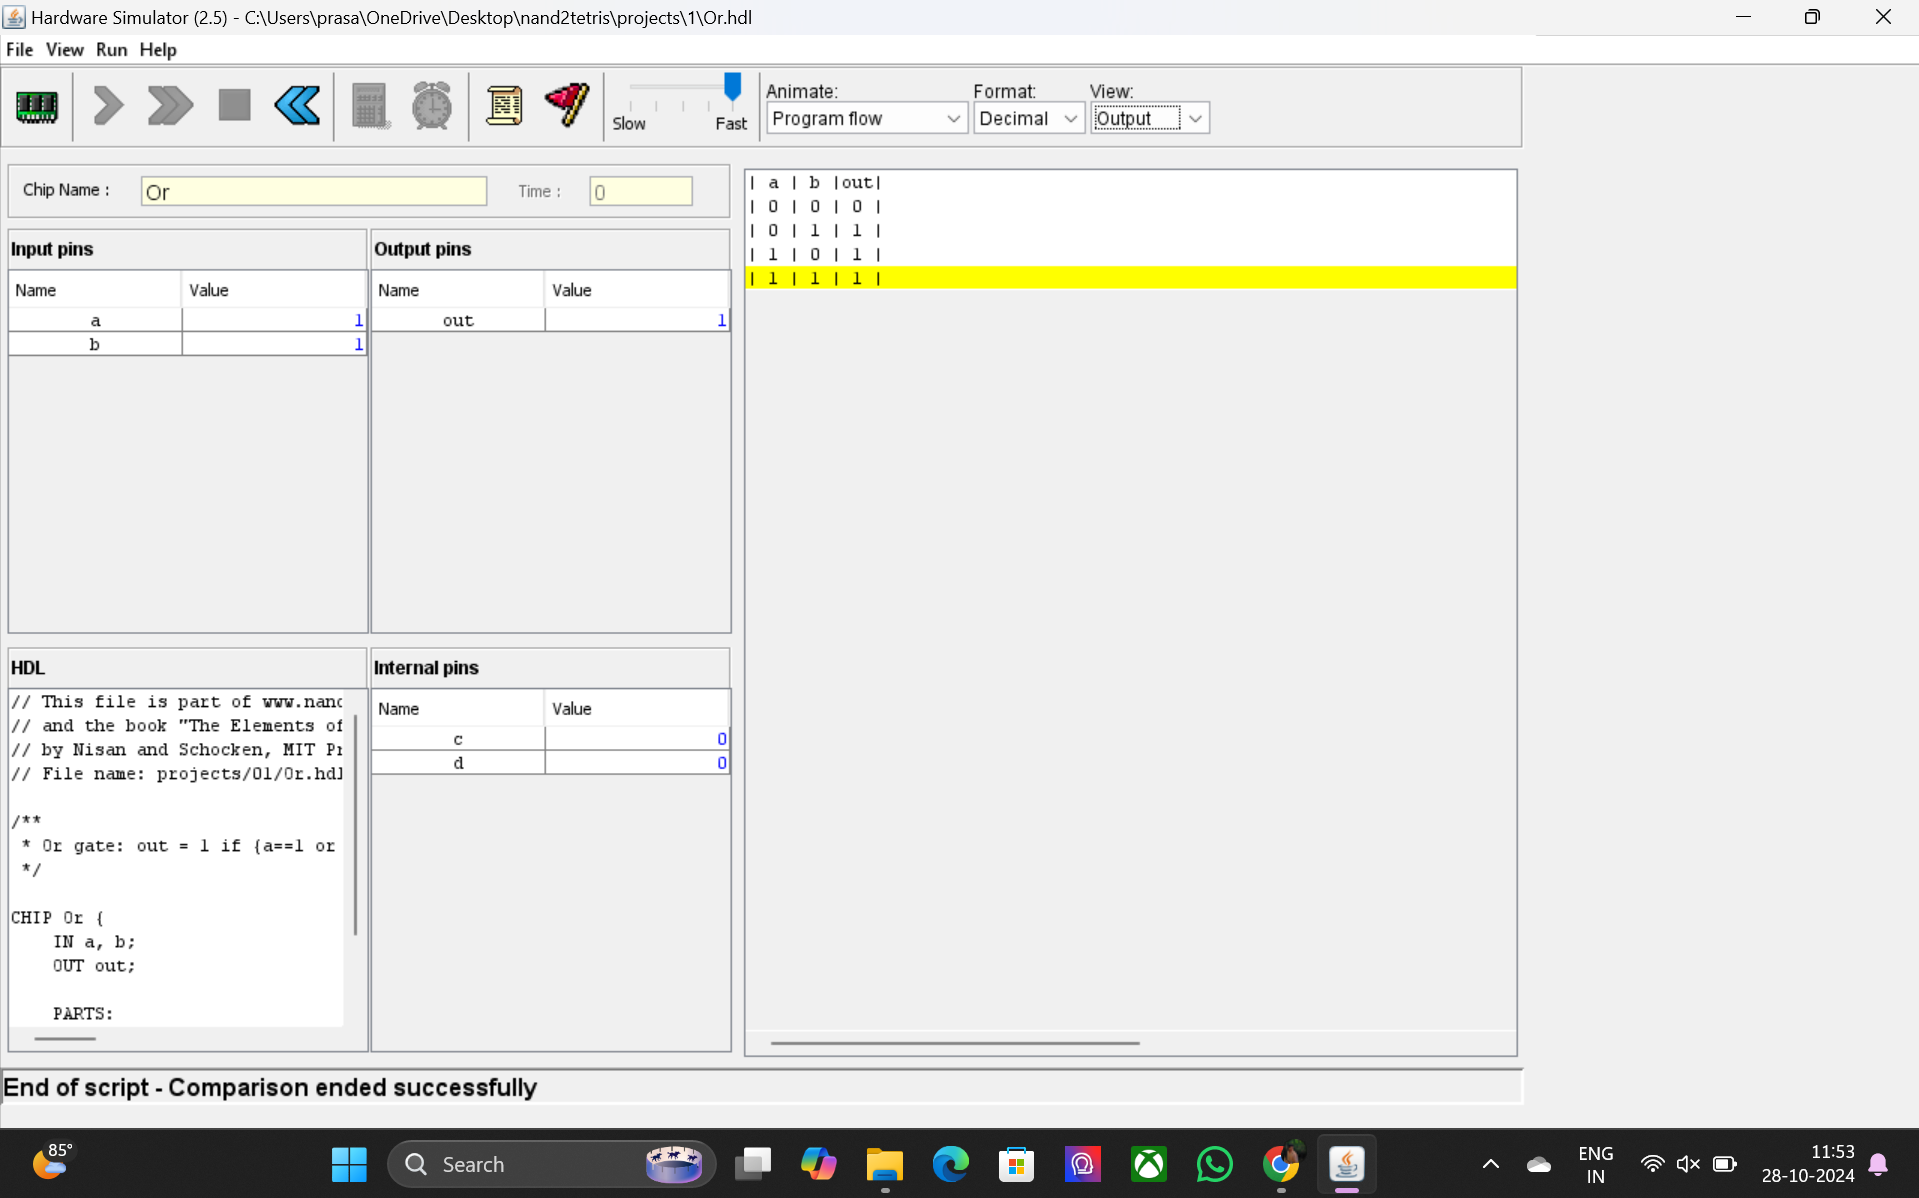 Hardware Simulator (2.5) - C:\Users\prasa\OneDrive\Desktop\nand2tetris\projects\1\Or.hdl
File View Run Help
Slow Fast
Animate:
Program flow
Format:
Decimal
View:
Output
Chip Name :
Or
Time :
0
Input pins
Name Value
a 1
b 1
Output pins
Name Value
out 1
| a | b |out|
| 0 | 0 | 0 |
| 0 | 1 | 1 |
| 1 | 0 | 1 |
| 1 | 1 | 1 |
HDL
// This file is part of www.nand
// and the book "The Elements of
// by Nisan and Schocken, MIT Pr
// File name: projects/01/Or.hdl
/**
* Or gate: out = 1 if {a==1 or
*/
CHIP Or {
IN a, b;
OUT out;
PARTS:
Internal pins
Name Value
c 0
d 0
End of script - Comparison ended successfully
85°
Search
ENG
IN
11:53
28-10-2024